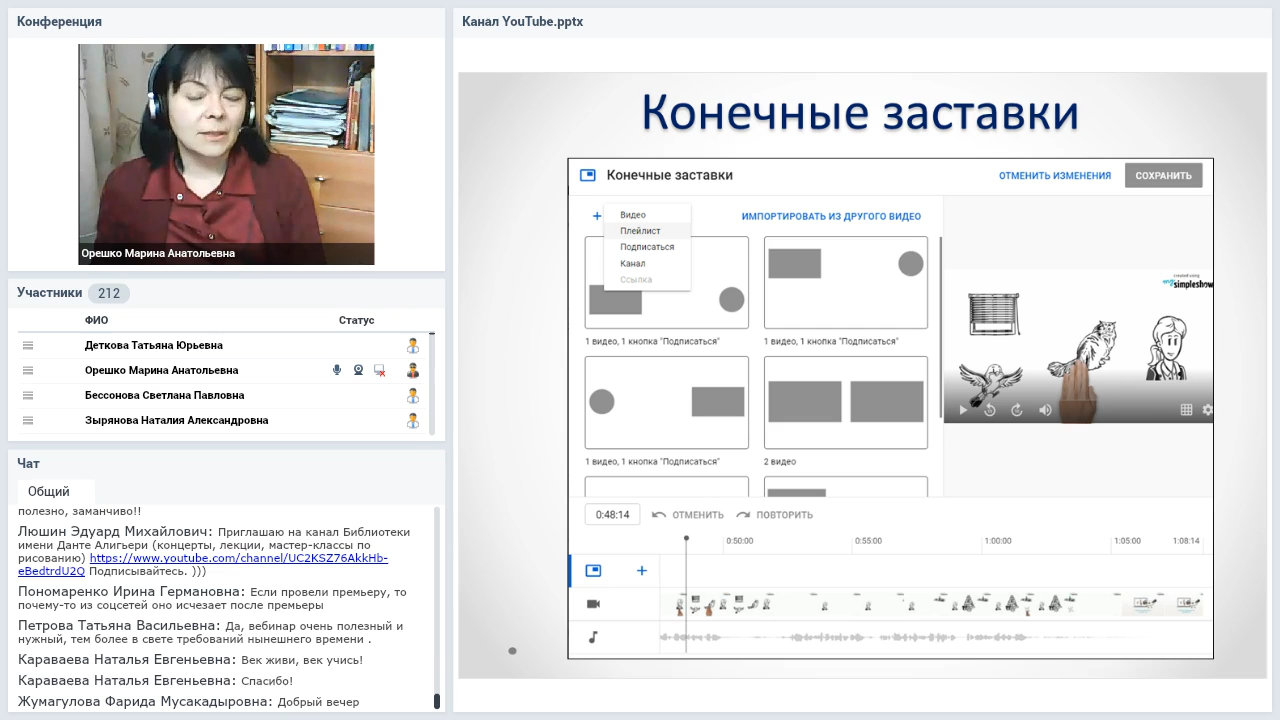 Конференция
Орешко Марина Анатольевна
Участники 212
ФИО Статус
Деткова Татьяна Юрьевна
Орешко Марина Анатольевна
Бессонова Светлана Павловна
Зырянова Наталия Александровна
Чат
Общий
полезно, заманчиво!!
Люшин Эдуард Михайлович: Приглашаю на канал Библиотеки
имени Данте Алигьери (концерты, лекции, мастер-классы по
рисованию) https://www.youtube.com/channel/UC2KSZ76AkkHb-
eBedtrdU2Q Подписывайтесь. )))
Пономаренко Ирина Германовна: Если провели премьеру, то
почему-то из соцсетей оно исчезает после премьеры
Петрова Татьяна Васильевна: Да, вебинар очень полезный и
нужный, тем более в свете требований нынешнего времени .
Караваева Наталья Евгеньевна: Век живи, век учись!
Караваева Наталья Евгеньевна: Спасибо!
Жумагулова Фарида Мусакадыровна: Добрый вечер
Канал YouTube.pptx
Конечные заставки
Конечные заставки ОТМЕНИТЬ ИЗМЕНЕНИЯ СОХРАНИТЬ
+ ИМПОРТИРОВАТЬ ИЗ ДРУГОГО ВИДЕО
Видео
Плейлист
Подписаться
Канал
Ссылка
created using
simpleshow
1 видео, 1 кнопка "Подписаться" 1 видео, 1 кнопка "Подписаться"
1 видео, 1 кнопка "Подписаться" 2 видео
0:48:14 ОТМЕНИТЬ ПОВТОРИТЬ
0:50:00 0:55:00 1:00:00 1:05:00 1:08:14
+